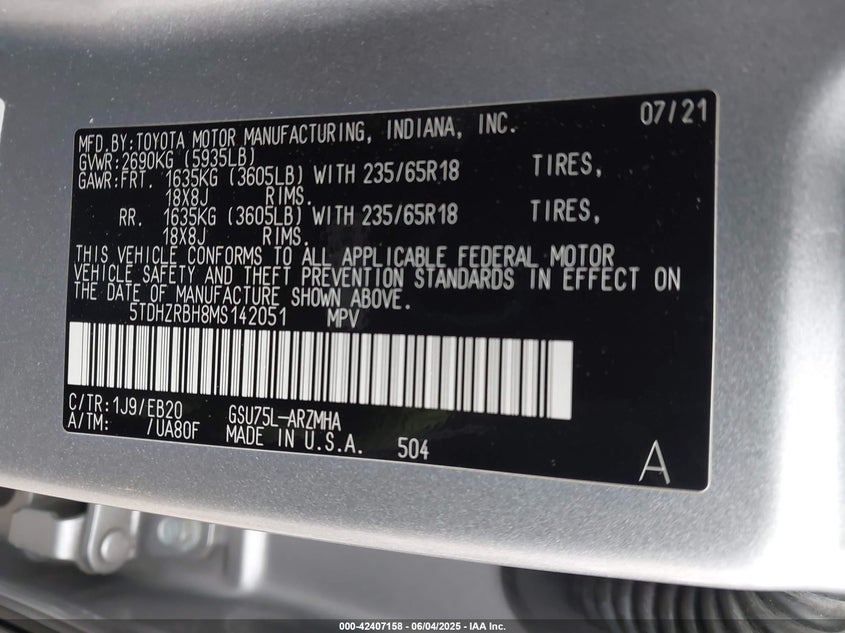 07/21
MFD.BY:TOYOTA MOTOR MANUFACTURING, INDIANA, INC.
GVWR:2690KG (5935LB)
GAWR:FRT. 1635KG (3605LB) WITH 235/65R18 TIRES,
18X8J RIMS.
RR. 1635KG (3605LB) WITH 235/65R18 TIRES,
18X8J RIMS.
THIS VEHICLE CONFORMS TO ALL APPLICABLE FEDERAL MOTOR
VEHICLE SAFETY AND THEFT PREVENTION STANDARDS IN EFFECT ON
THE DATE OF MANUFACTURE SHOWN ABOVE.
5TDHZRBH8MS142051 MPV
C/TR:1J9/EB20 GSU75L-ARZMHA
A/TM: /UA80F MADE IN U.S.A. 504
A
000-42407158 - 06/04/2025 - IAA Inc.